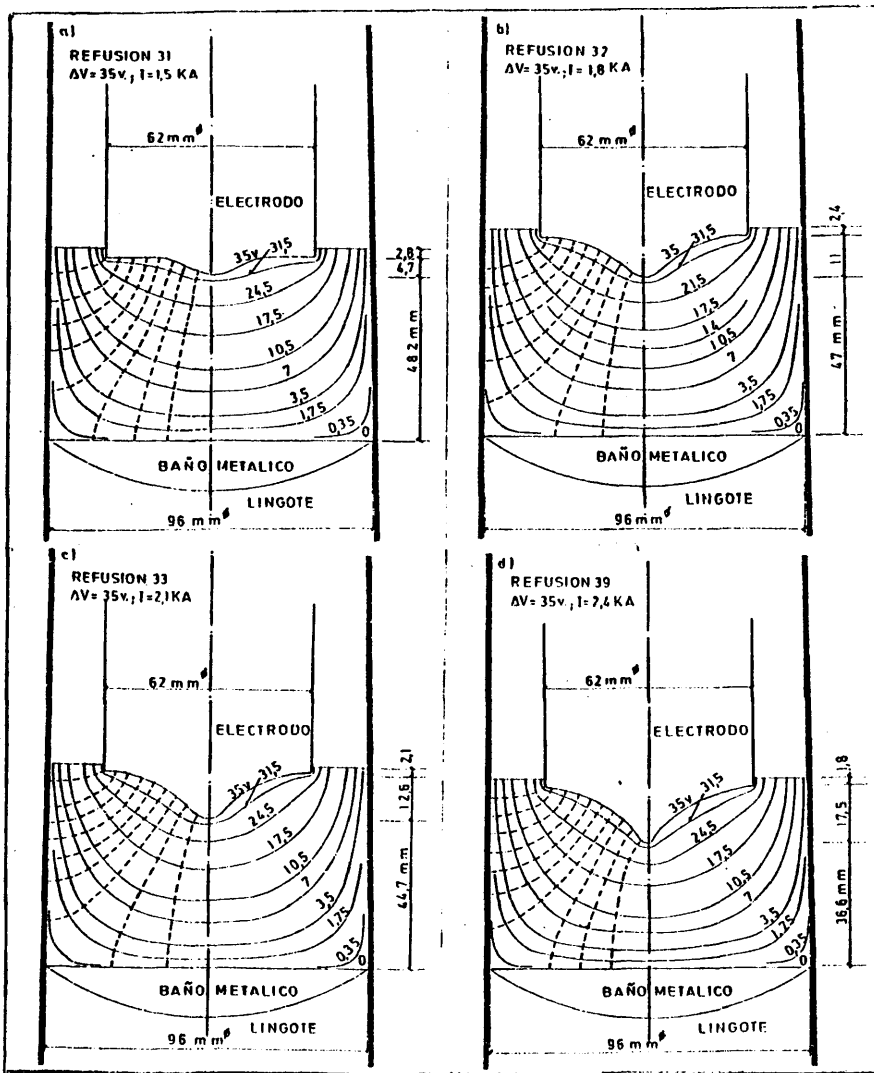 a)
REFUSION 31
ΔV = 35v. ; I = 1,5 KA
62 mm ø
ELECTRODO
35v
31,5
24,5
17,5
10,5
7
3,5
1,75
0,35
0
2,8
4,7
48,2 mm
BAÑO METALICO
LINGOTE
96 mm ø
b)
REFUSION 32
ΔV = 35v. ; I = 1,8 KA
62 mm ø
ELECTRODO
35
31,5
21,5
17,5
14
10,5
7
3,5
1,75
0,35
0
2,4
11
47 mm
BAÑO METALICO
LINGOTE
96 mm ø
c)
REFUSION 33
ΔV = 35v. ; I = 2,1 KA
62 mm ø
ELECTRODO
35v
31,5
24,5
17,5
10,5
7
3,5
1,75
0,35
0
2,1
12,6
44,7 mm
BAÑO METALICO
LINGOTE
96 mm ø
d)
REFUSION 39
ΔV = 35v. ; I = 2,4 KA
62 mm ø
ELECTRODO
35v
31,5
24,5
17,5
10,5
7
3,5
1,75
0,35
0
1,8
17,5
36,6 mm
BAÑO METALICO
LINGOTE
96 mm ø